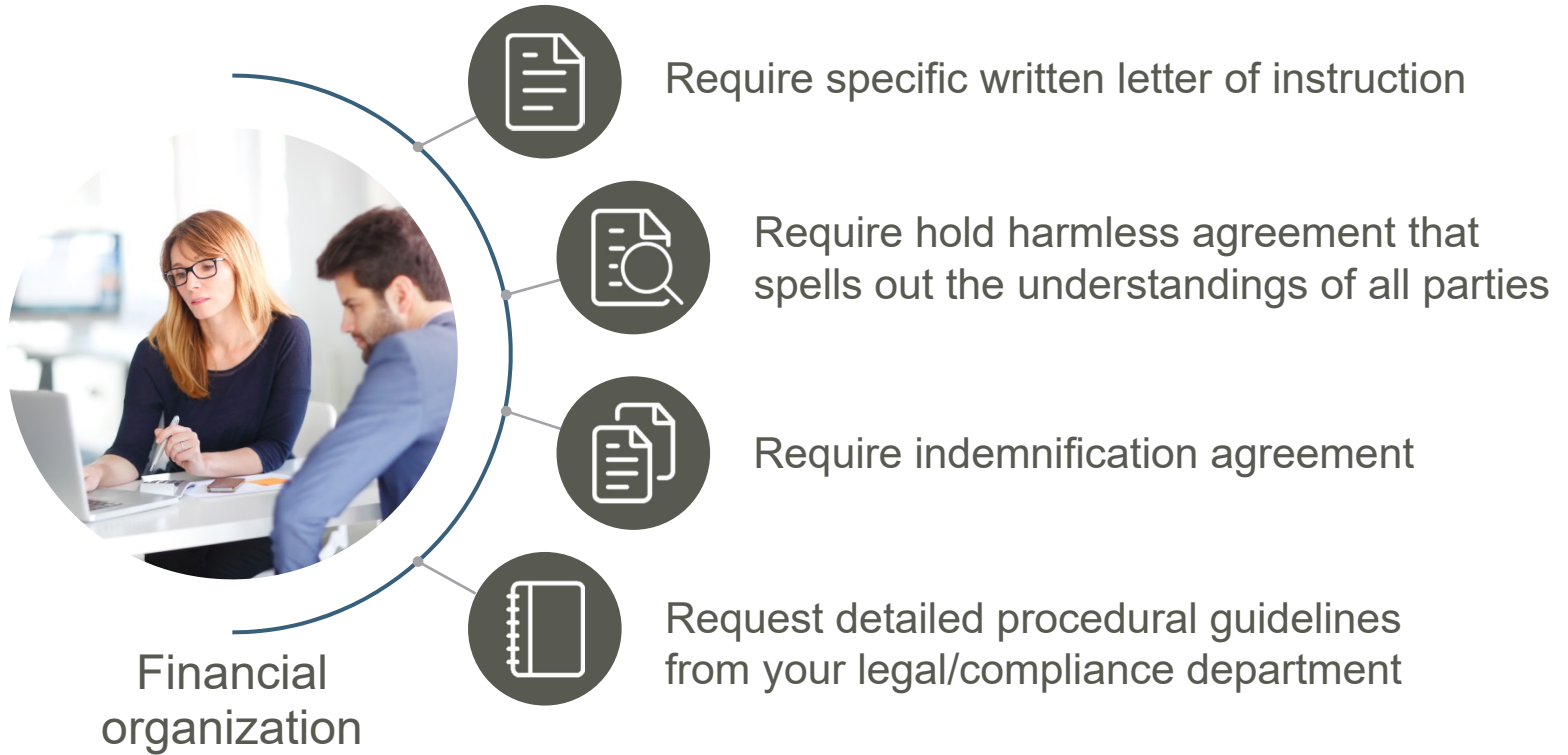 Require specific written letter of instruction
Require hold harmless agreement that
spells out the understandings of all parties
Require indemnification agreement
Request detailed procedural guidelines
from your legal/compliance department
Financial
organization